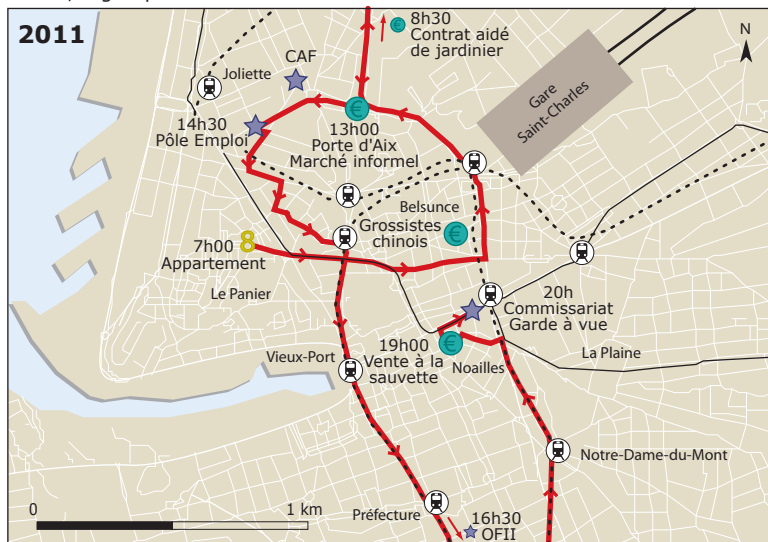 2011
8h30
Contrat aidé
de jardinier
N
CAF
Joliette
Gare
Saint-Charles
14h30
Pôle Emploi
13h00
Porte d'Aix
Marché informel
€
€
Belsunce
€
Grossistes
chinois
8
7h00
Appartement
Le Panier
20h
Commissariat
Garde à vue
19h00
Vente à la
sauvette
€
Noailles
La Plaine
Vieux-Port
Notre-Dame-du-Mont
0
1 km
Préfecture
16h30
OFII